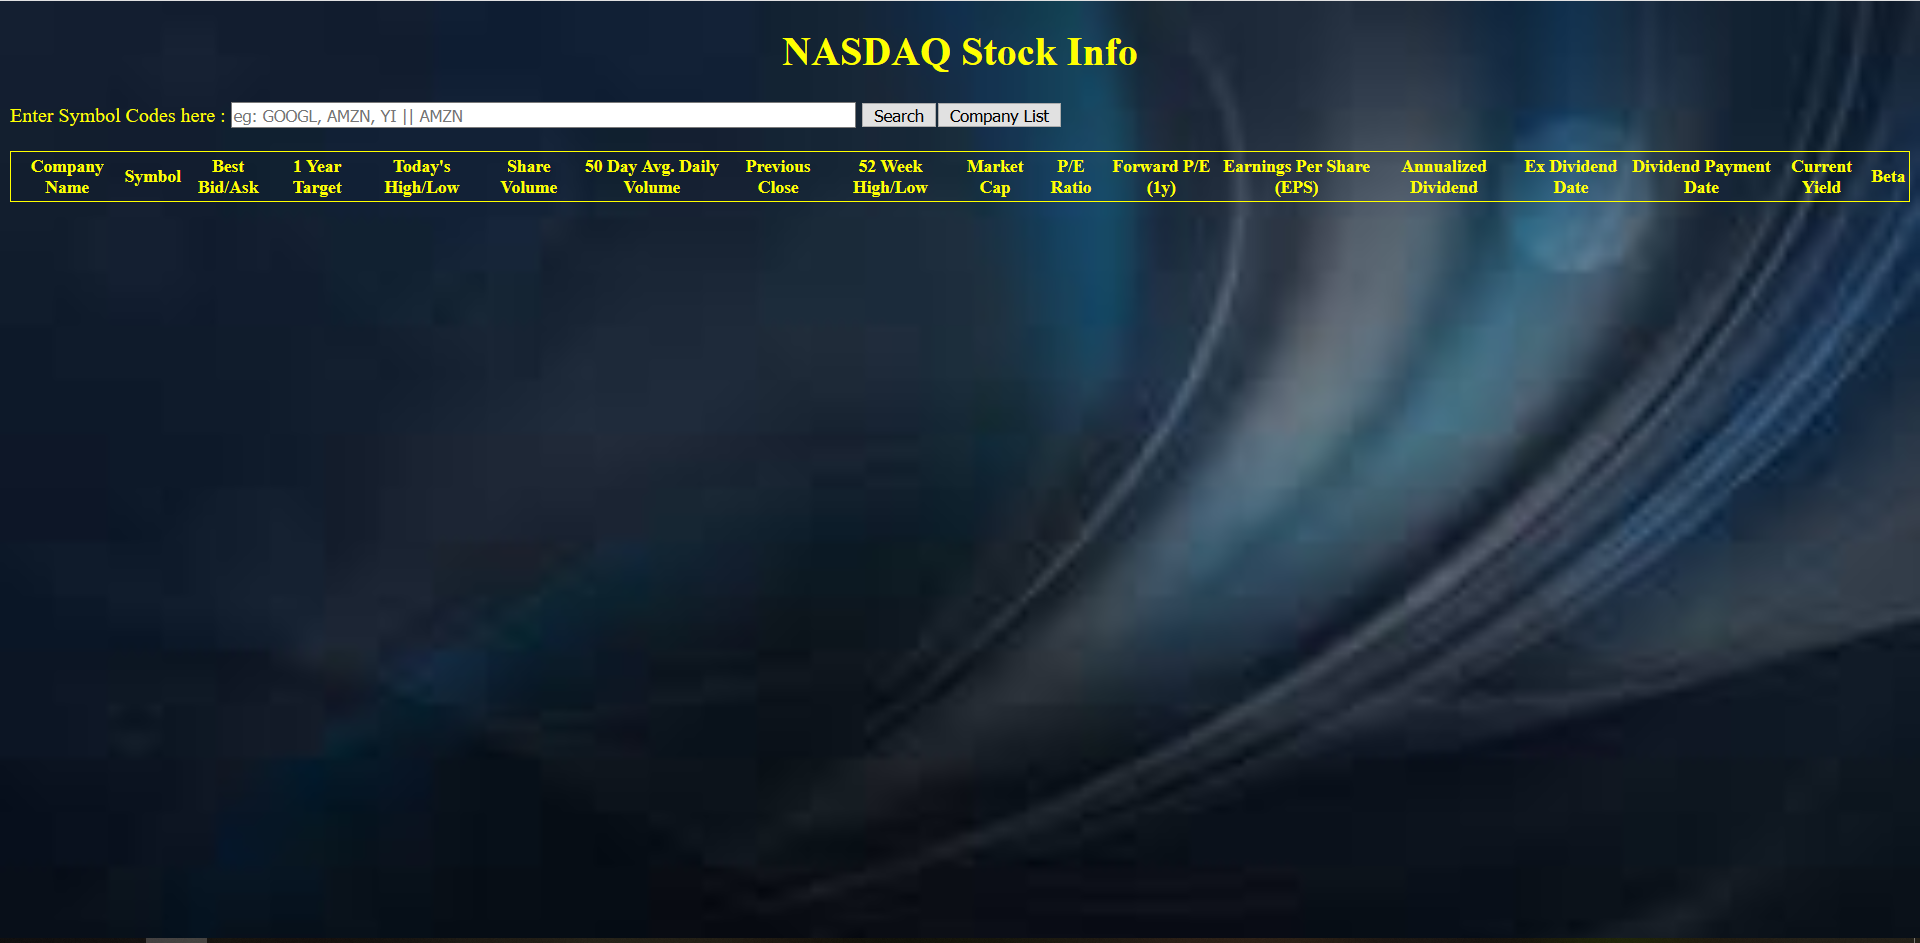 NASDAQ Stock Info
Enter Symbol Codes here : eg: GOOGL, AMZN, YI || AMZN Search Company List
Company Name Symbol Best Bid/Ask 1 Year Target Today's High/Low Share Volume 50 Day Avg. Daily Volume Previous Close 52 Week High/Low Market Cap P/E Ratio Forward P/E (1y) Earnings Per Share (EPS) Annualized Dividend Ex Dividend Date Dividend Payment Date Current Yield Beta